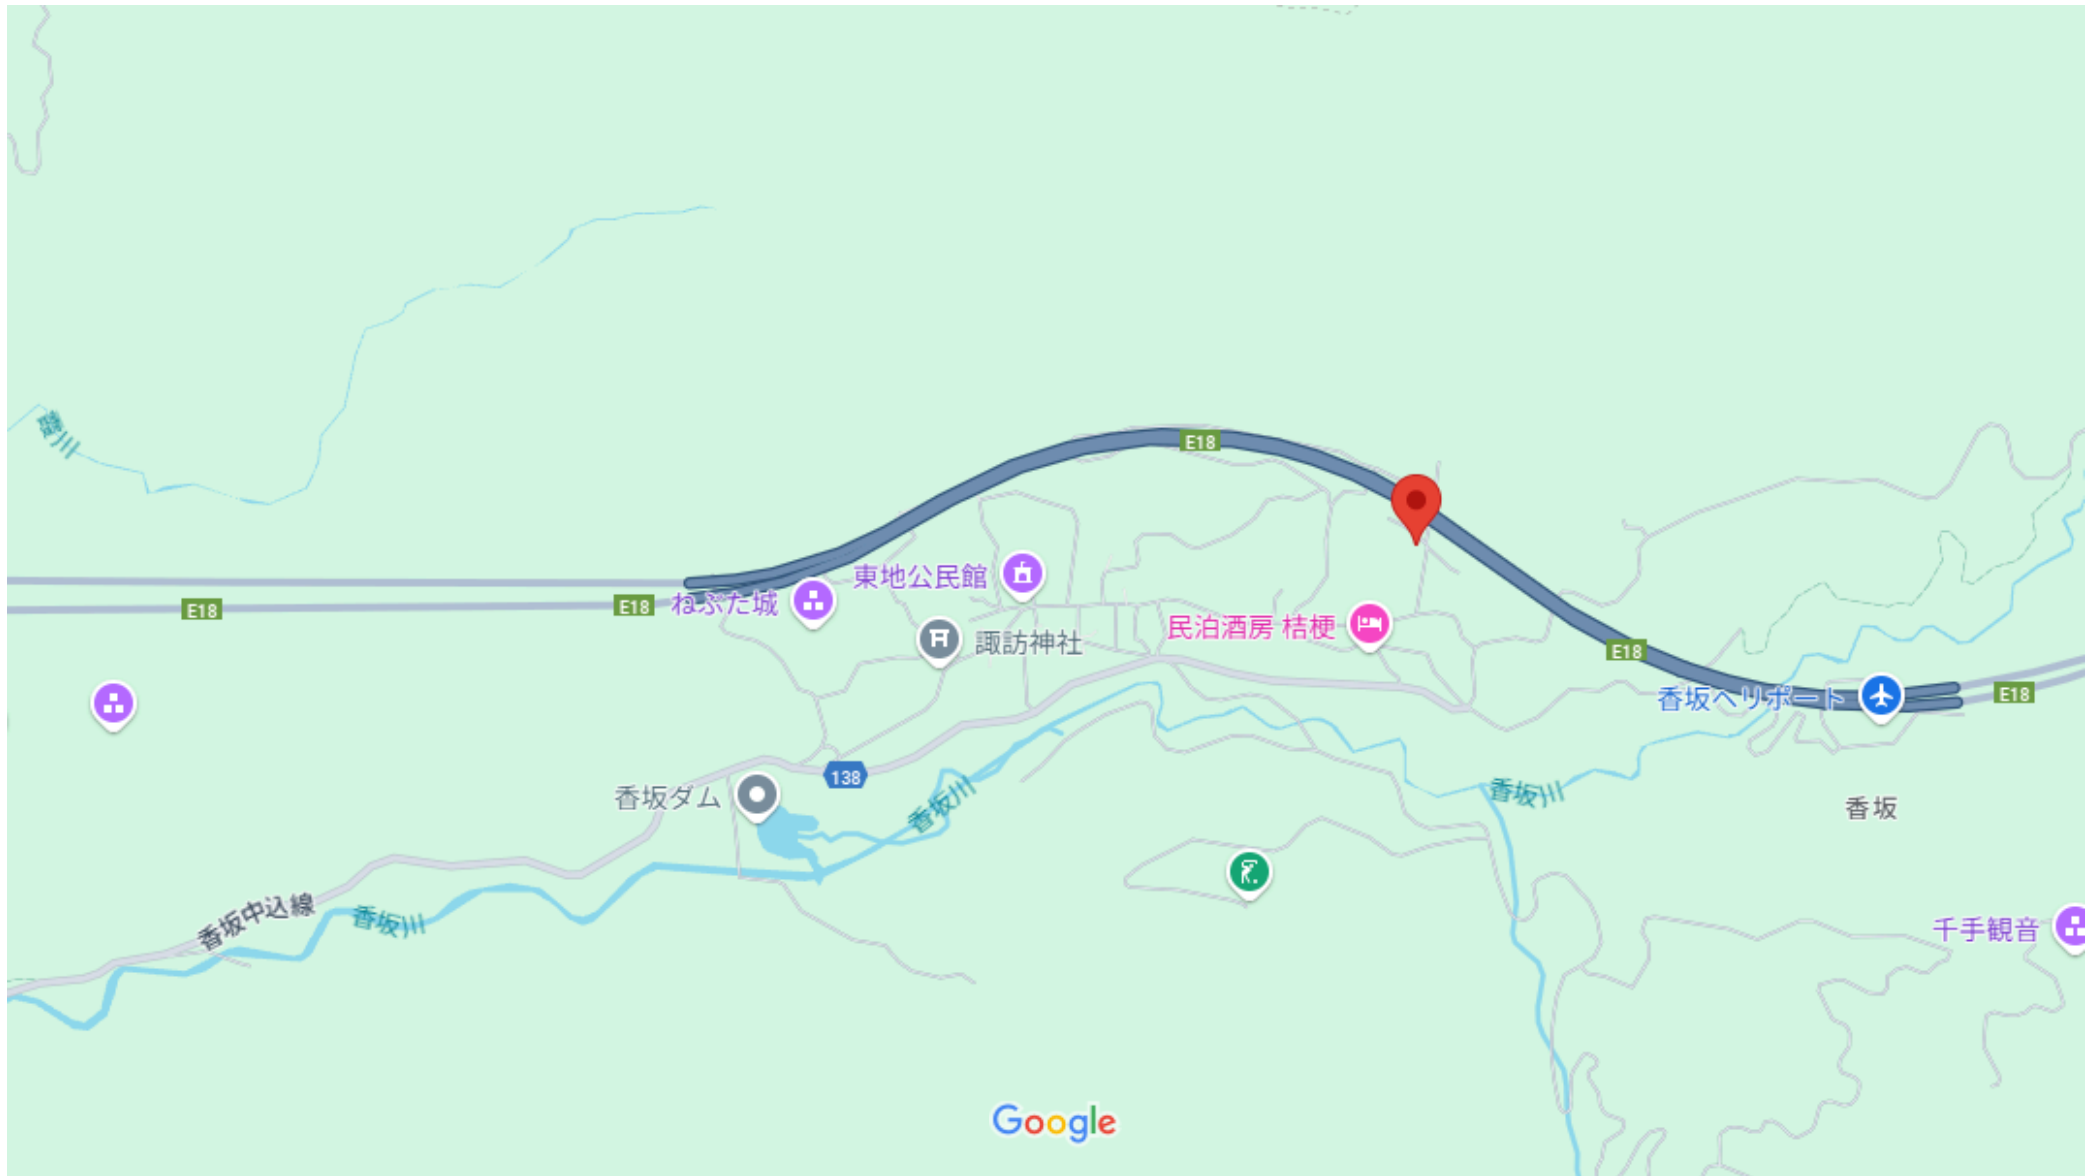 E18
霞川
東地公民館
E18
E18
ねぶた城
民泊酒房 桔梗
諏訪神社
E18
香坂ヘリポート
E18
138
香坂ダム
香坂川
香坂川
香坂
香坂中込線
香坂川
千手観音
Google